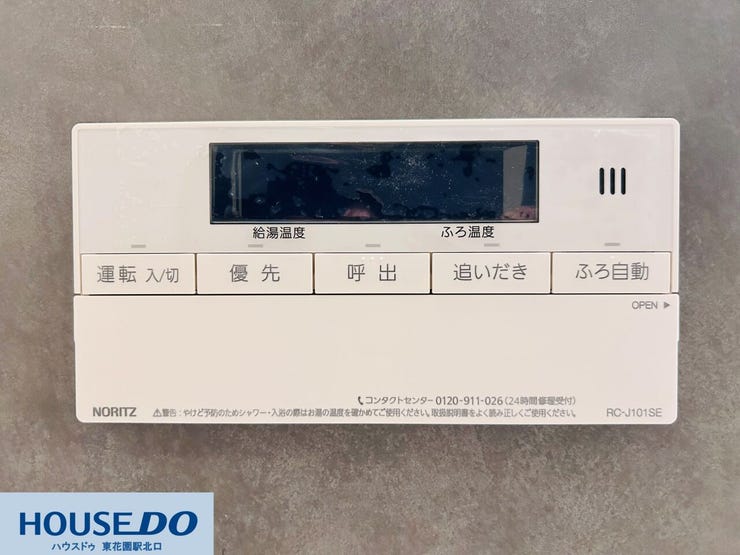 給湯温度 ふろ温度
運転 入/切 優先 呼出 追いだき ふろ自動
OPEN ▶
コンタクトセンター 0120-911-026(24時間修理受付)
NORITZ ⚠警告:やけど予防のためシャワー・入浴の際はお湯の温度を確かめてご使用ください。取扱説明書をよく読み正しくご使用ください。 RC-J101SE
HOUSE DO
ハウスドゥ 東花園駅北口